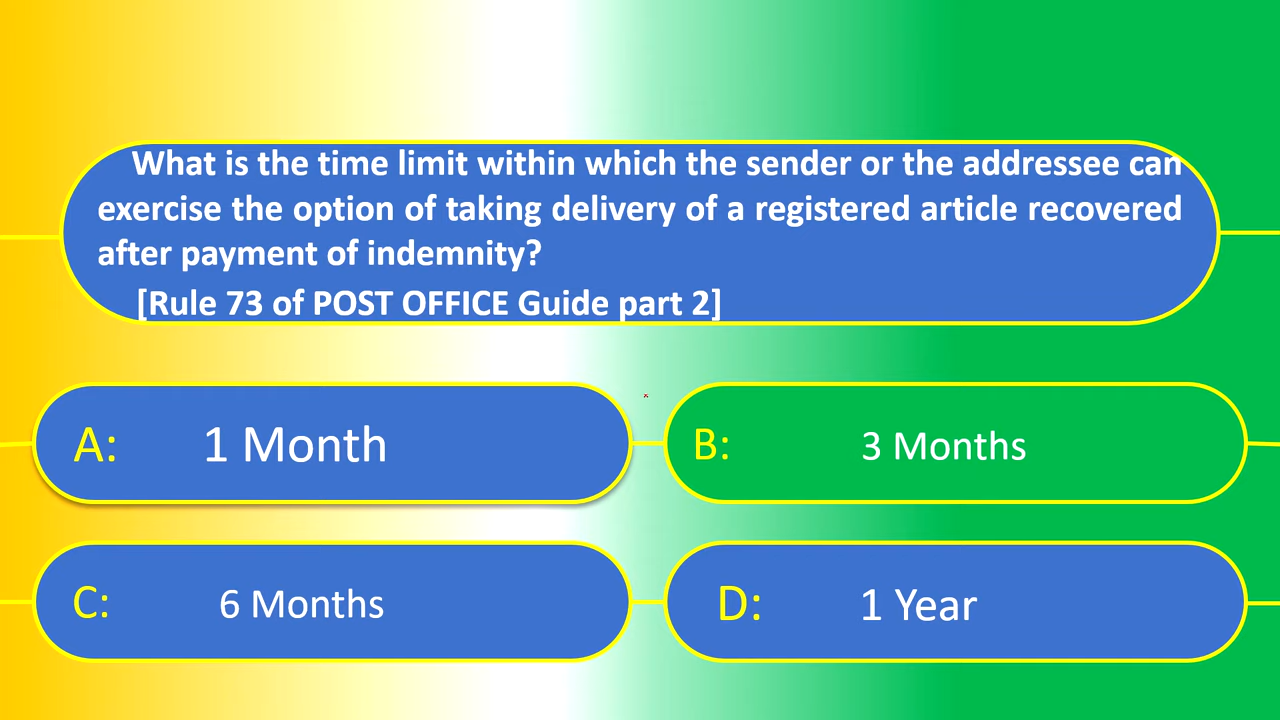 What is the time limit within which the sender or the addressee can
exercise the option of taking delivery of a registered article recovered
after payment of indemnity?
[Rule 73 of POST OFFICE Guide part 2]
A: 1 Month
B: 3 Months
C: 6 Months
D: 1 Year